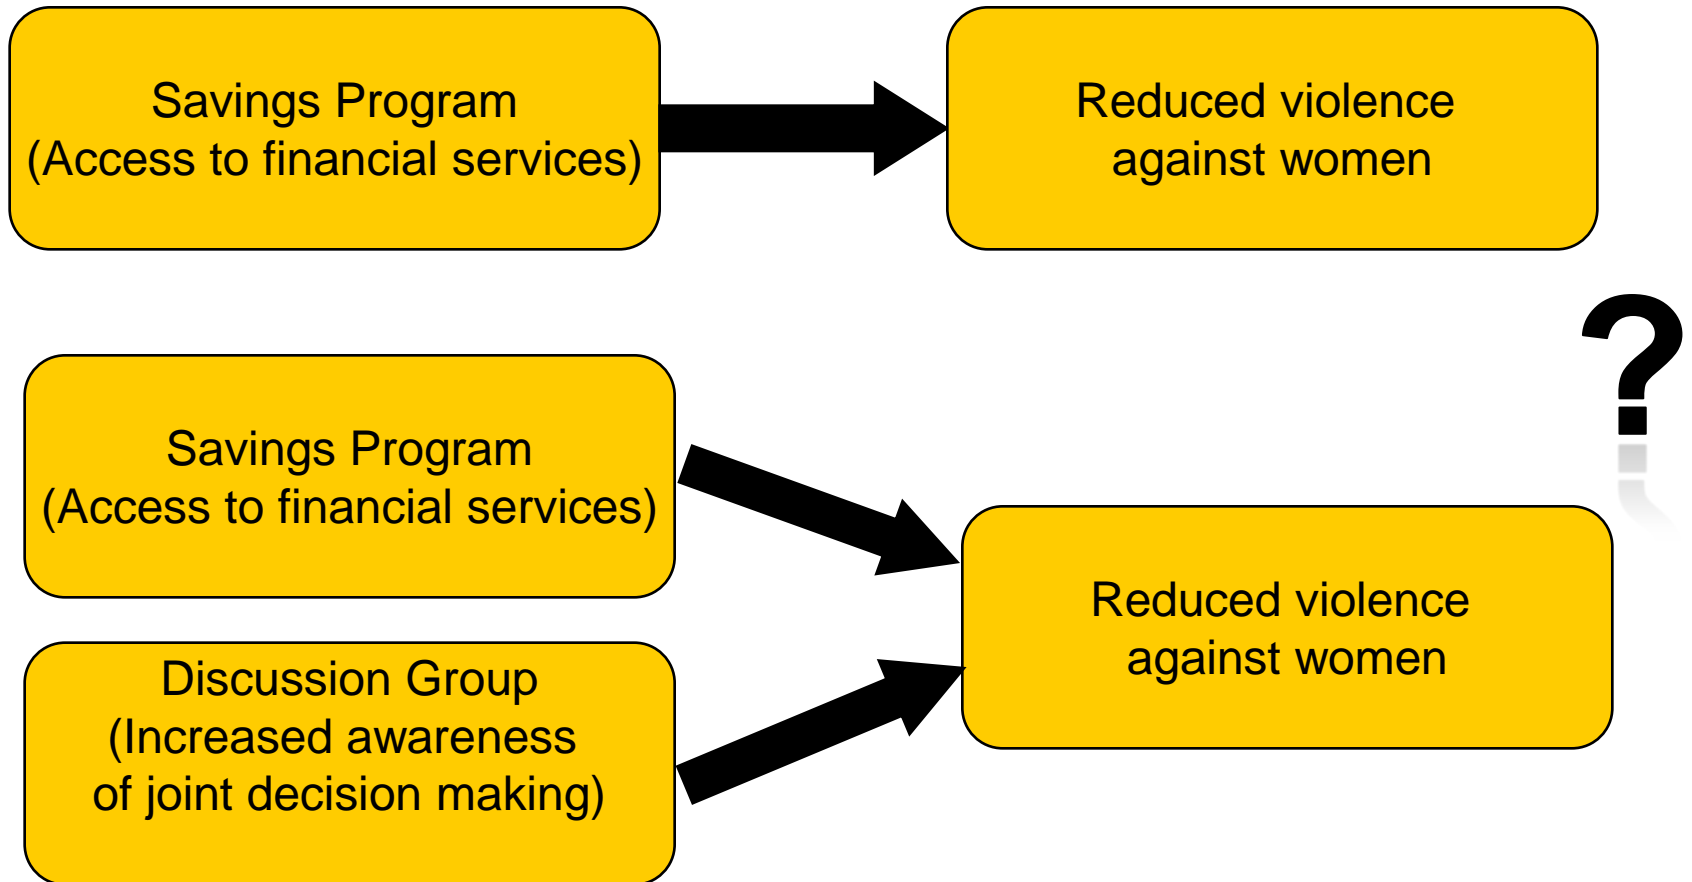 Savings Program
(Access to financial services)
Reduced violence
against women
?
Savings Program
(Access to financial services)
Reduced violence
against women
Discussion Group
(Increased awareness
of joint decision making)